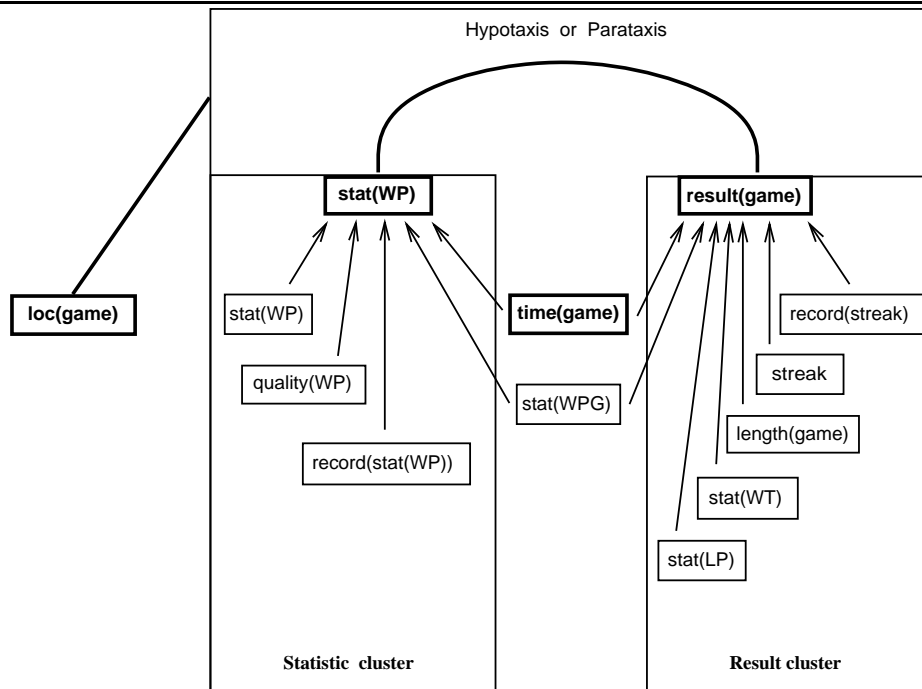 Hypotaxis or Parataxis
stat(WP)
result(game)
loc(game)
stat(WP)
time(game)
record(streak)
quality(WP)
stat(WPG)
streak
length(game)
record(stat(WP))
stat(WT)
stat(LP)
Statistic cluster
Result cluster